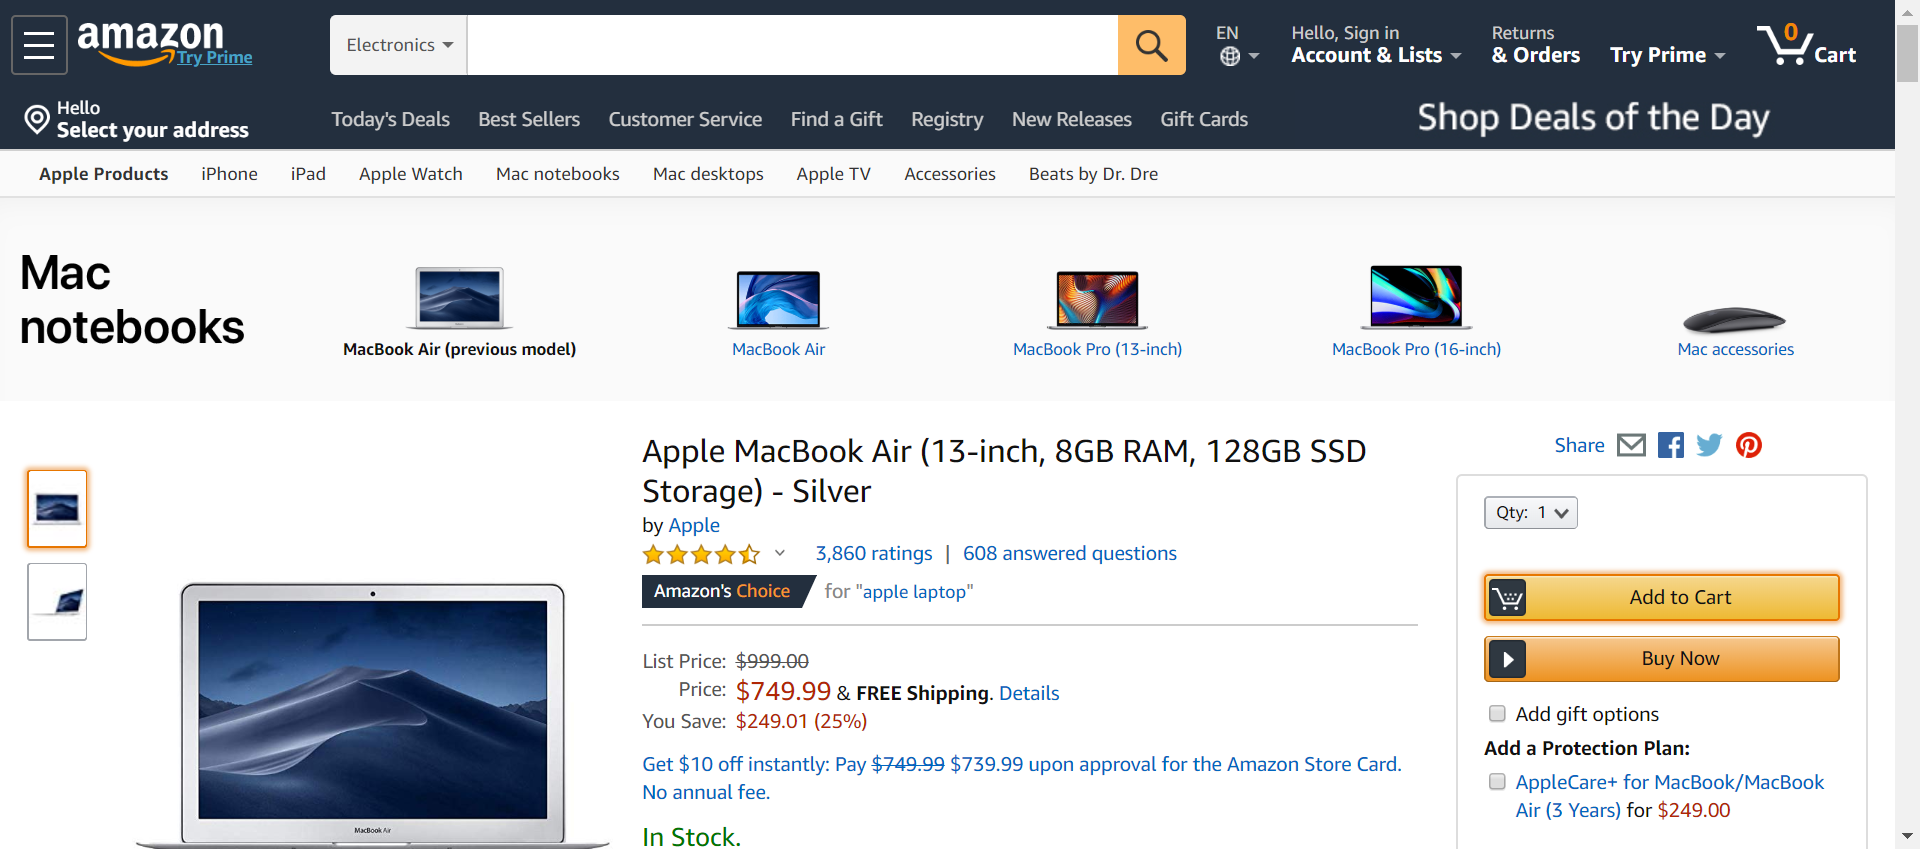 amazon
Try Prime
Electronics
EN
Hello, Sign in
Account & Lists
Returns
& Orders
Try Prime
0
Cart
Hello
Select your address
Today's Deals
Best Sellers
Customer Service
Find a Gift
Registry
New Releases
Gift Cards
Shop Deals of the Day
Apple Products
iPhone
iPad
Apple Watch
Mac notebooks
Mac desktops
Apple TV
Accessories
Beats by Dr. Dre
Mac
notebooks
MacBook Air (previous model)
MacBook Air
MacBook Pro (13-inch)
MacBook Pro (16-inch)
Mac accessories
Apple MacBook Air (13-inch, 8GB RAM, 128GB SSD
Storage) - Silver
by Apple
3,860 ratings | 608 answered questions
Amazon's Choice for "apple laptop"
List Price: $999.00
Price: $749.99 & FREE Shipping. Details
You Save: $249.01 (25%)
Get $10 off instantly: Pay $749.99 $739.99 upon approval for the Amazon Store Card.
No annual fee.
In Stock.
MacBook Air
Share
Qty: 1
Add to Cart
Buy Now
Add gift options
Add a Protection Plan:
AppleCare+ for MacBook/MacBook
Air (3 Years) for $249.00